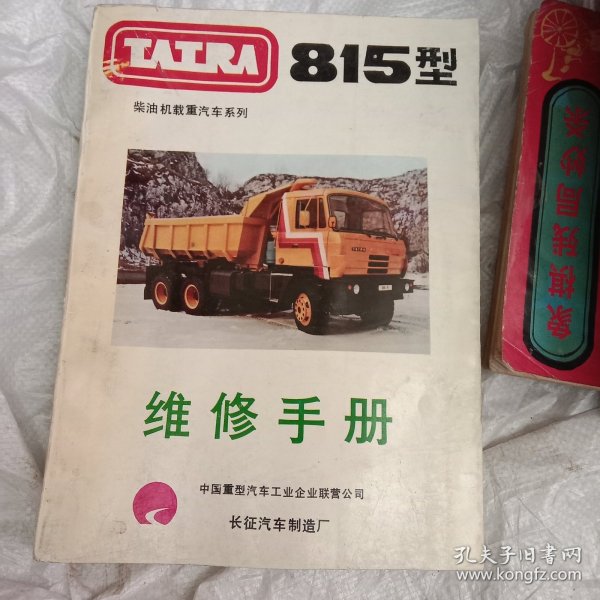 TATRA 815型
柴油机载重汽车系列
TATRA
维修手册
中国重型汽车工业企业联营公司
长征汽车制造厂
象棋残局妙杀
孔夫子旧书网
www.kongfz.com